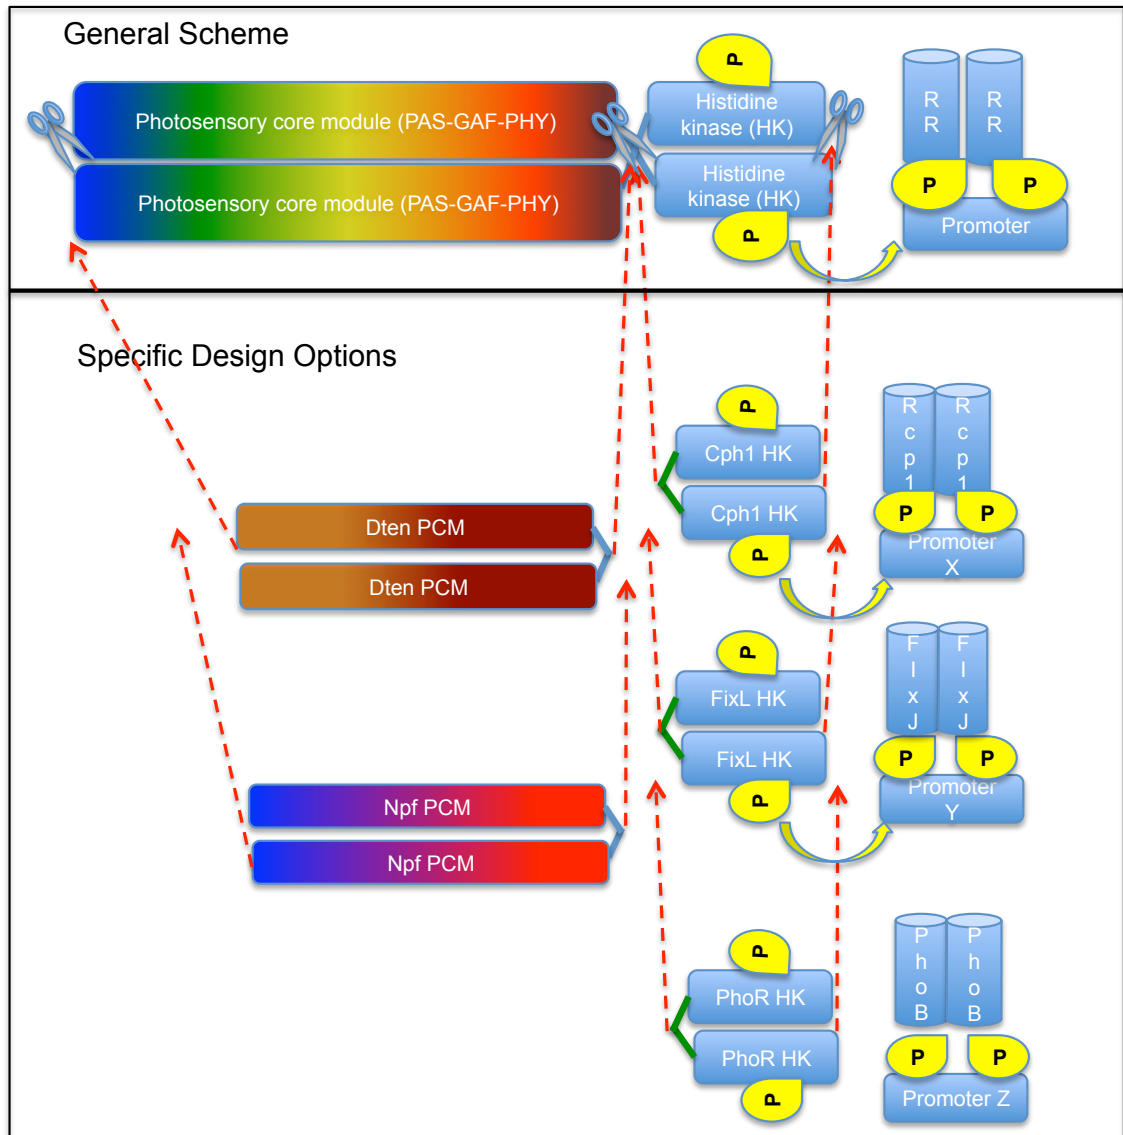 General Scheme
P
Photosensory core module (PAS-GAF-PHY)
Histidine
kinase (HK)
R
R
R
R
Photosensory core module (PAS-GAF-PHY)
Histidine
kinase (HK)
P
P
P
Promoter
Specific Design Options
P
Cph1 HK
R
c
p
1
R
c
p
1
Dten PCM
Cph1 HK
P
P
Dten PCM
P
Promoter
X
P
FixL HK
F
I
x
J
F
I
x
J
FixL HK
P
P
Npf PCM
P
Promoter
Y
Npf PCM
P
PhoR HK
P
h
o
B
P
h
o
B
PhoR HK
P
P
P
Promoter Z